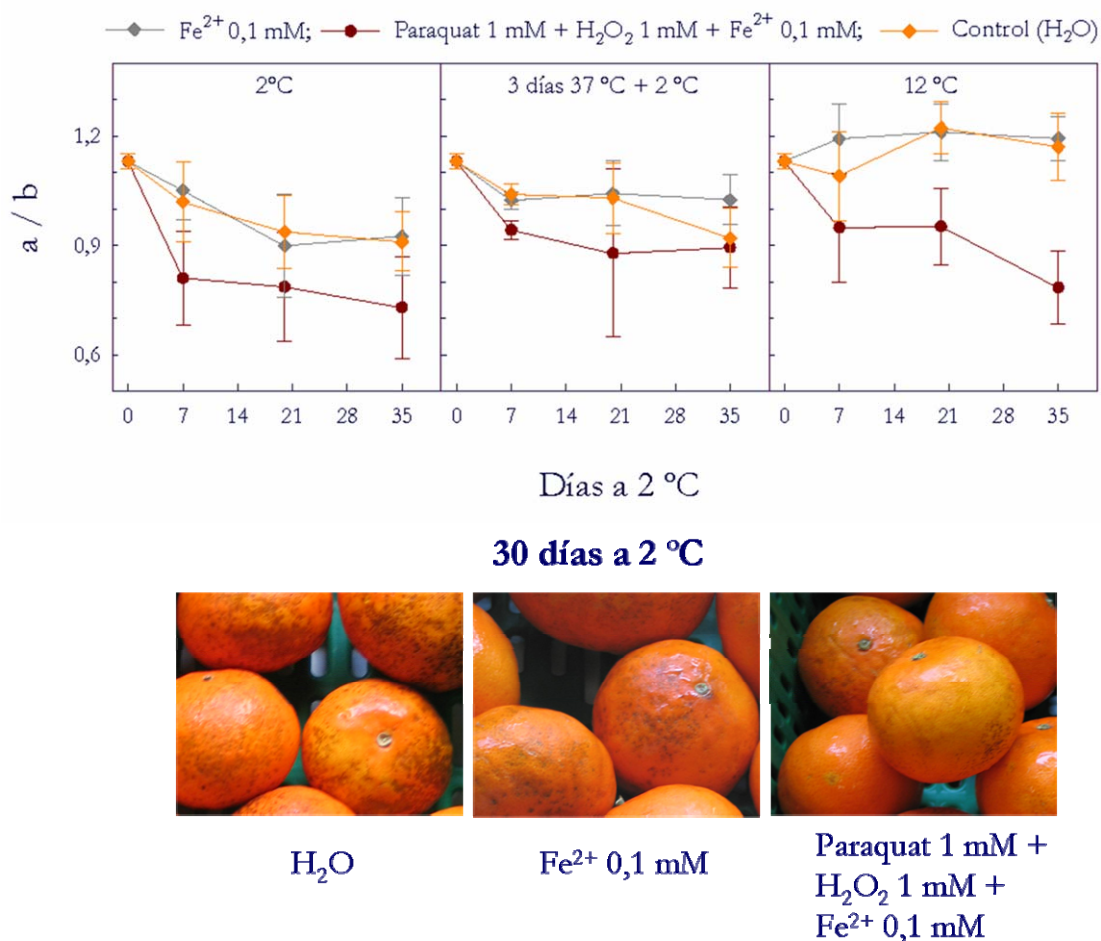 Fe²⁺ 0,1 mM; Paraquat 1 mM + H₂O₂ 1 mM + Fe²⁺ 0,1 mM; Control (H₂O)
2ºC 3 días 37 ºC + 2 ºC 12 ºC
a / b
1,2
0,9
0,6
0 7 14 21 28 35 0 7 14 21 28 35 0 7 14 21 28 35
Días a 2 ºC
30 días a 2 ºC
H₂O
Fe²⁺ 0,1 mM
Paraquat 1 mM +
H₂O₂ 1 mM +
Fe²⁺ 0,1 mM